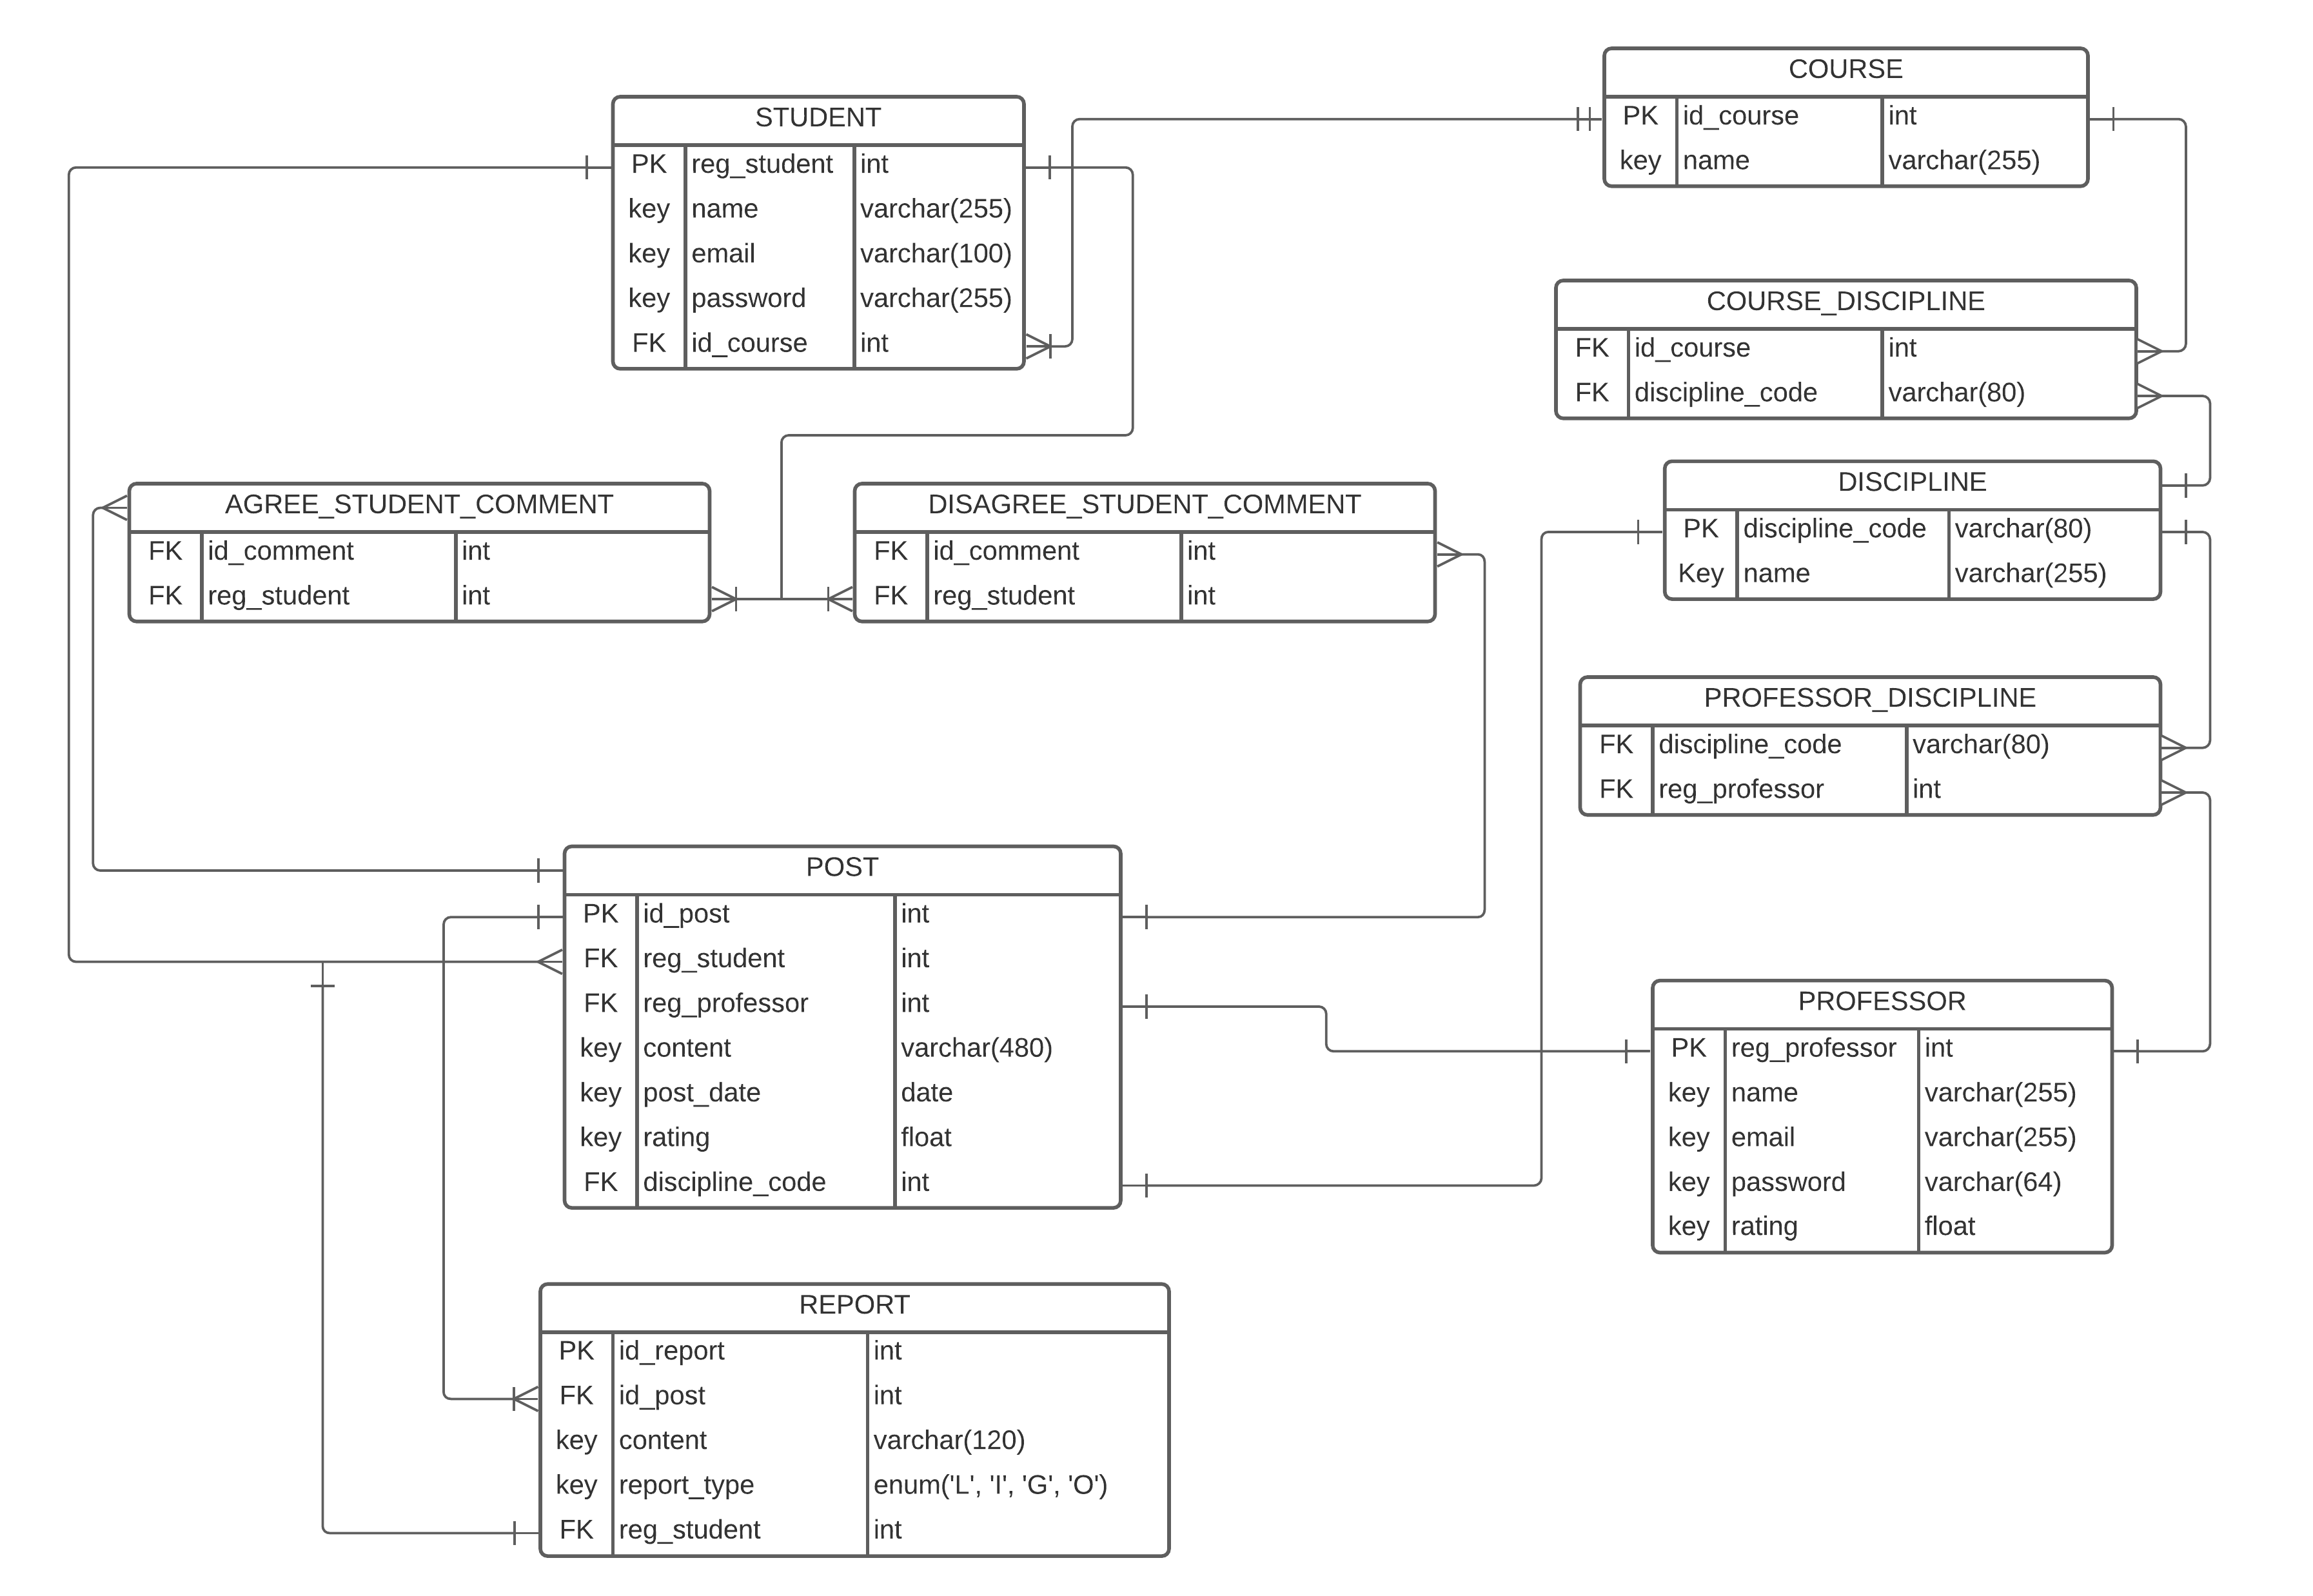 COURSE
PK id_course int
key name varchar(255)
STUDENT
PK reg_student int
key name varchar(255)
key email varchar(100)
key password varchar(255)
FK id_course int
COURSE_DISCIPLINE
FK id_course int
FK discipline_code varchar(80)
AGREE_STUDENT_COMMENT
FK id_comment int
FK reg_student int
DISAGREE_STUDENT_COMMENT
FK id_comment int
FK reg_student int
DISCIPLINE
PK discipline_code varchar(80)
Key name varchar(255)
PROFESSOR_DISCIPLINE
FK discipline_code varchar(80)
FK reg_professor int
POST
PK id_post int
FK reg_student int
FK reg_professor int
key content varchar(480)
key post_date date
key rating float
FK discipline_code int
PROFESSOR
PK reg_professor int
key name varchar(255)
key email varchar(255)
key password varchar(64)
key rating float
REPORT
PK id_report int
FK id_post int
key content varchar(120)
key report_type enum('L', 'I', 'G', 'O')
FK reg_student int